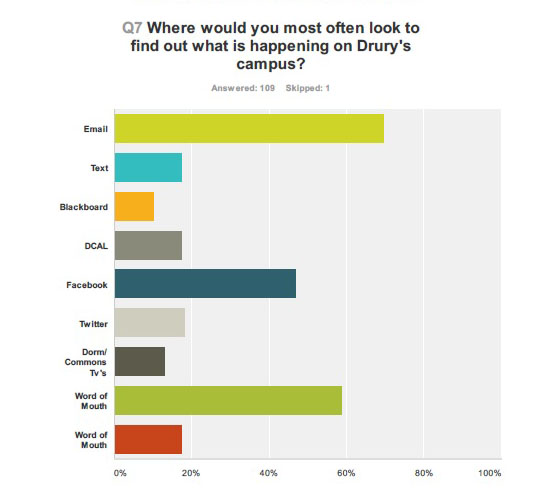 Q7 Where would you most often look to
find out what is happening on Drury's
campus?
Answered: 109 Skipped: 1
Email
Text
Blackboard
DCAL
Facebook
Twitter
Dorm/
Commons
Tv's
Word of
Mouth
Word of
Mouth
0% 20% 40% 60% 80% 100%